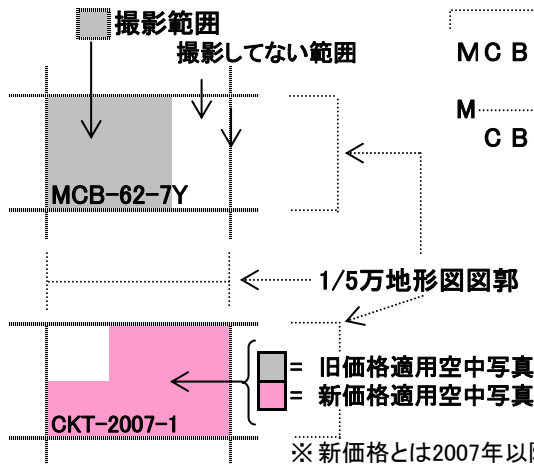 撮影範囲
撮影してない範囲
MCB
M
CB
MCB-62-7Y
1/5万地形図図郭
= 旧価格適用空中写真
= 新価格適用空中写真
CKT-2007-1
※ 新価格とは2007年以